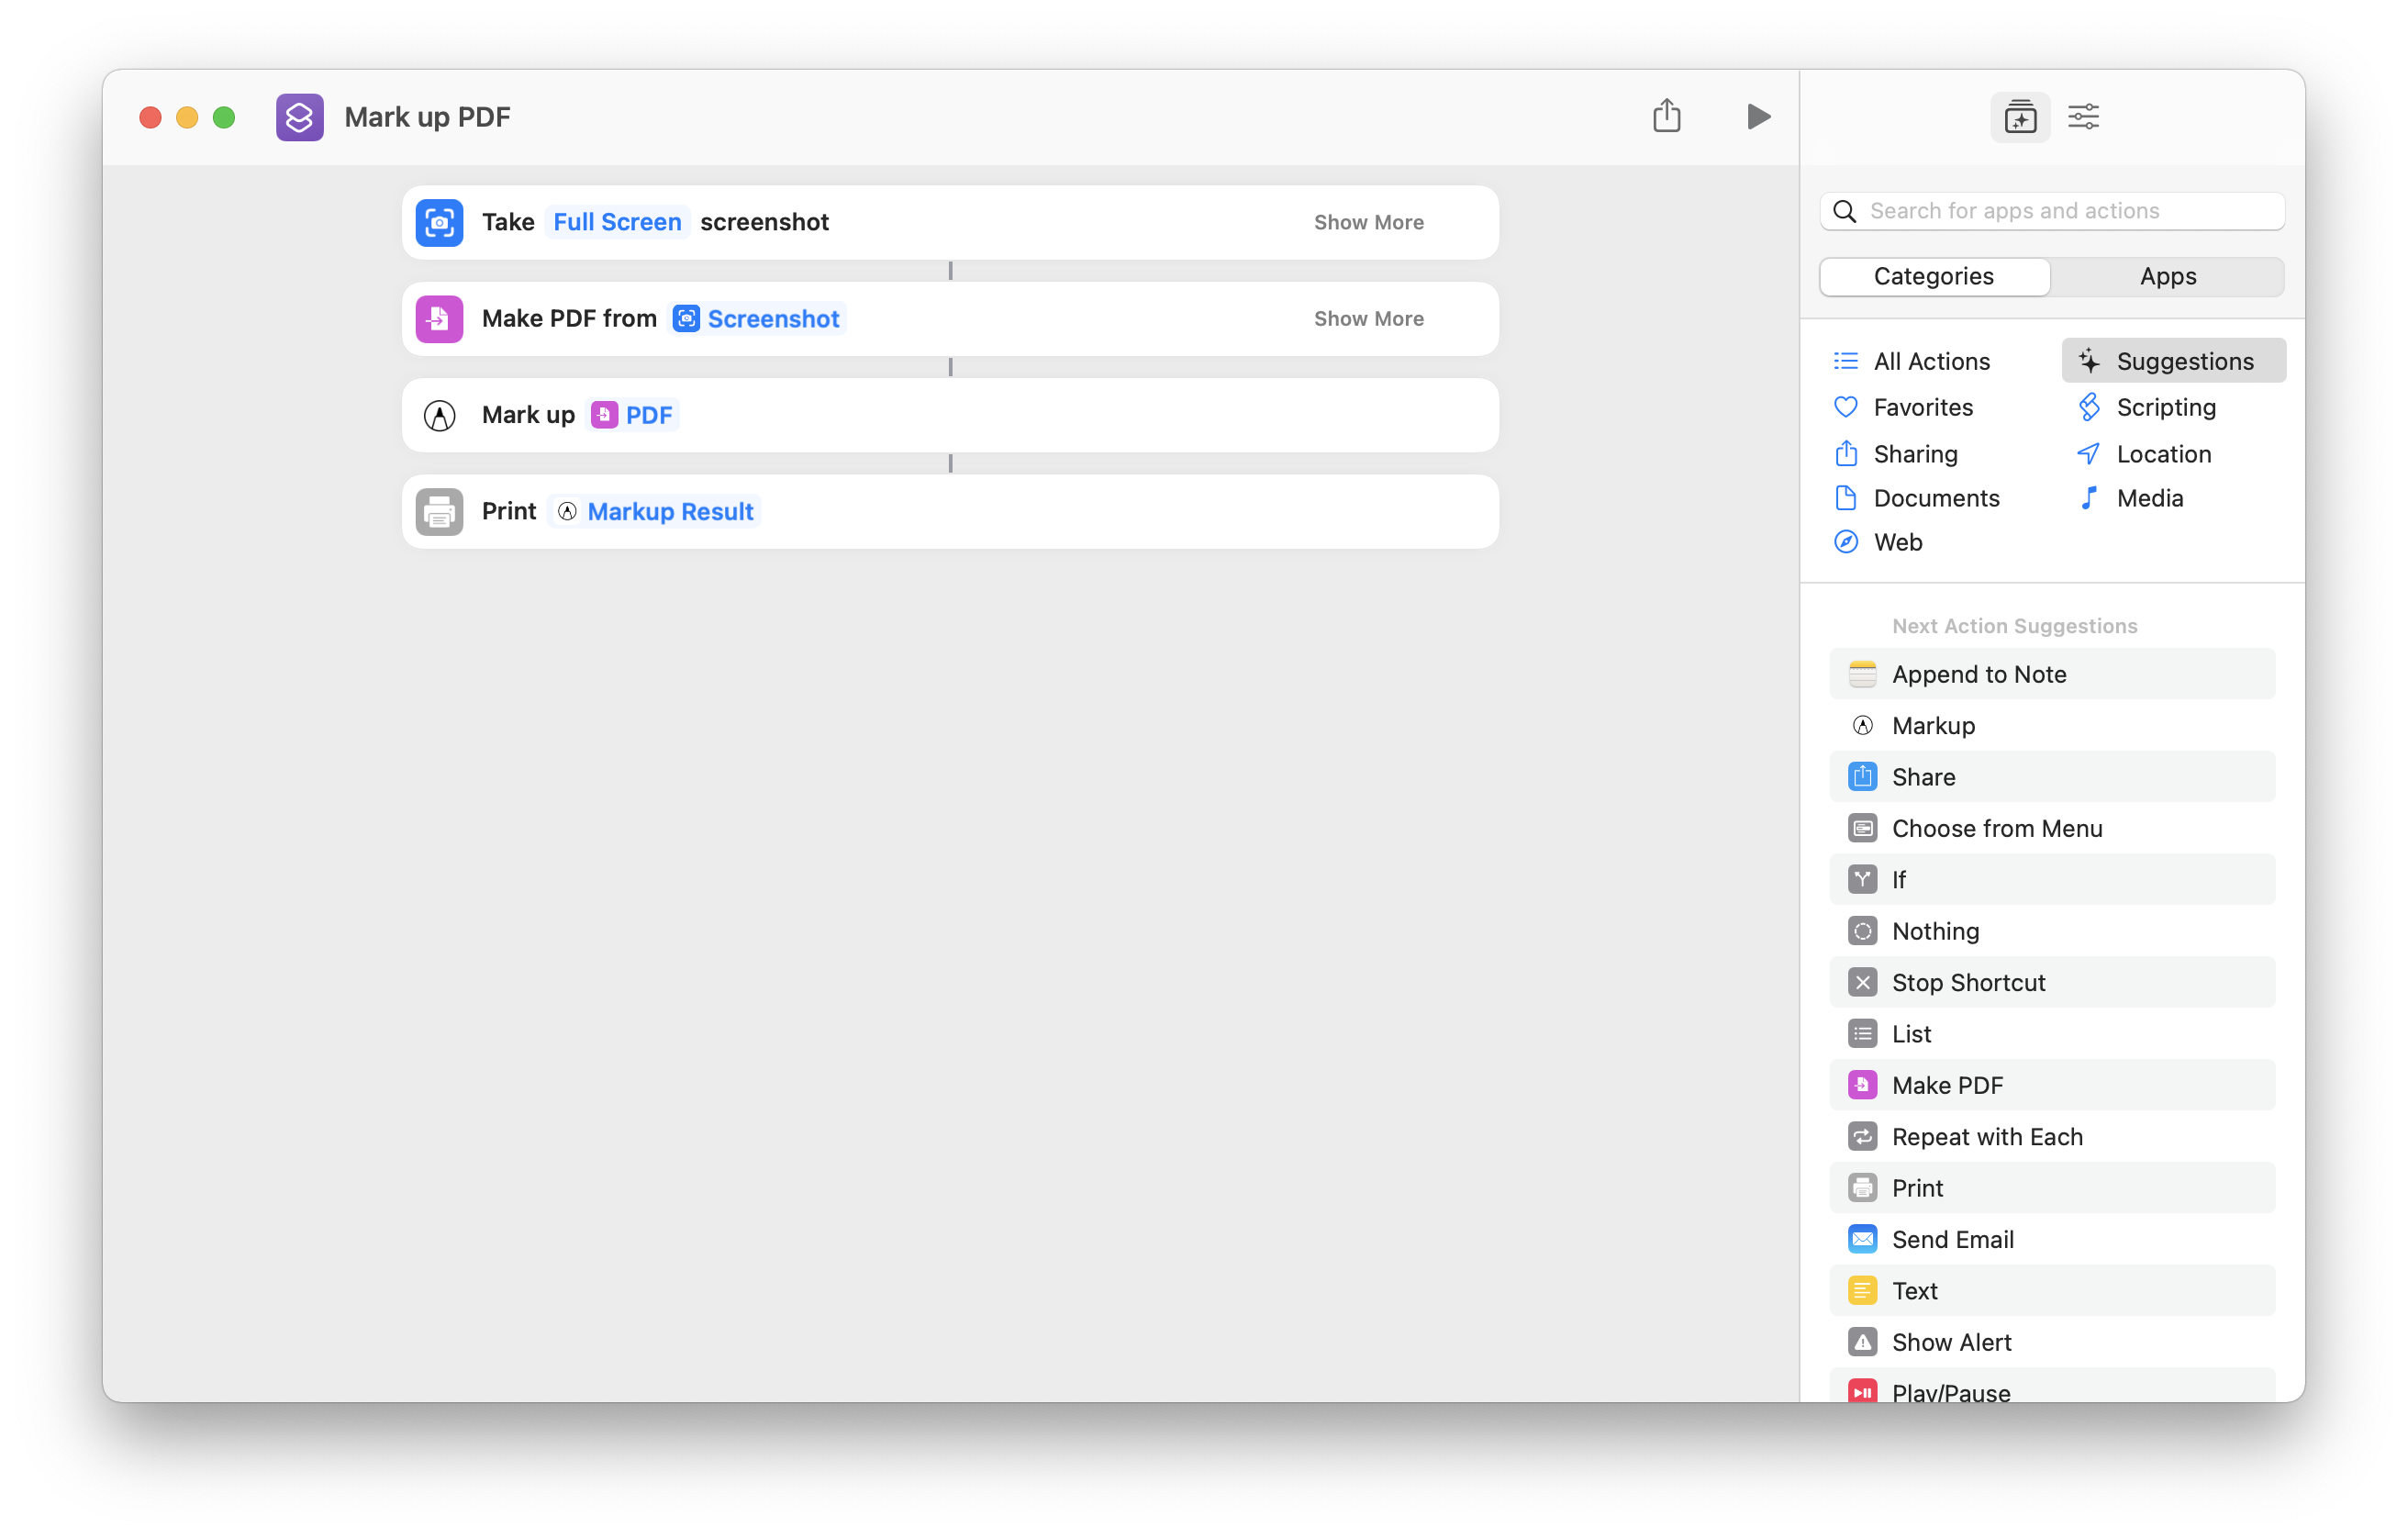 Mark up PDF
Take Full Screen screenshot Show More
Make PDF from Screenshot Show More
Mark up PDF
Print Markup Result
Search for apps and actions
Categories Apps
All Actions Suggestions
Favorites Scripting
Sharing Location
Documents Media
Web
Next Action Suggestions
Append to Note
Markup
Share
Choose from Menu
If
Nothing
Stop Shortcut
List
Make PDF
Repeat with Each
Print
Send Email
Text
Show Alert
Play/Pause